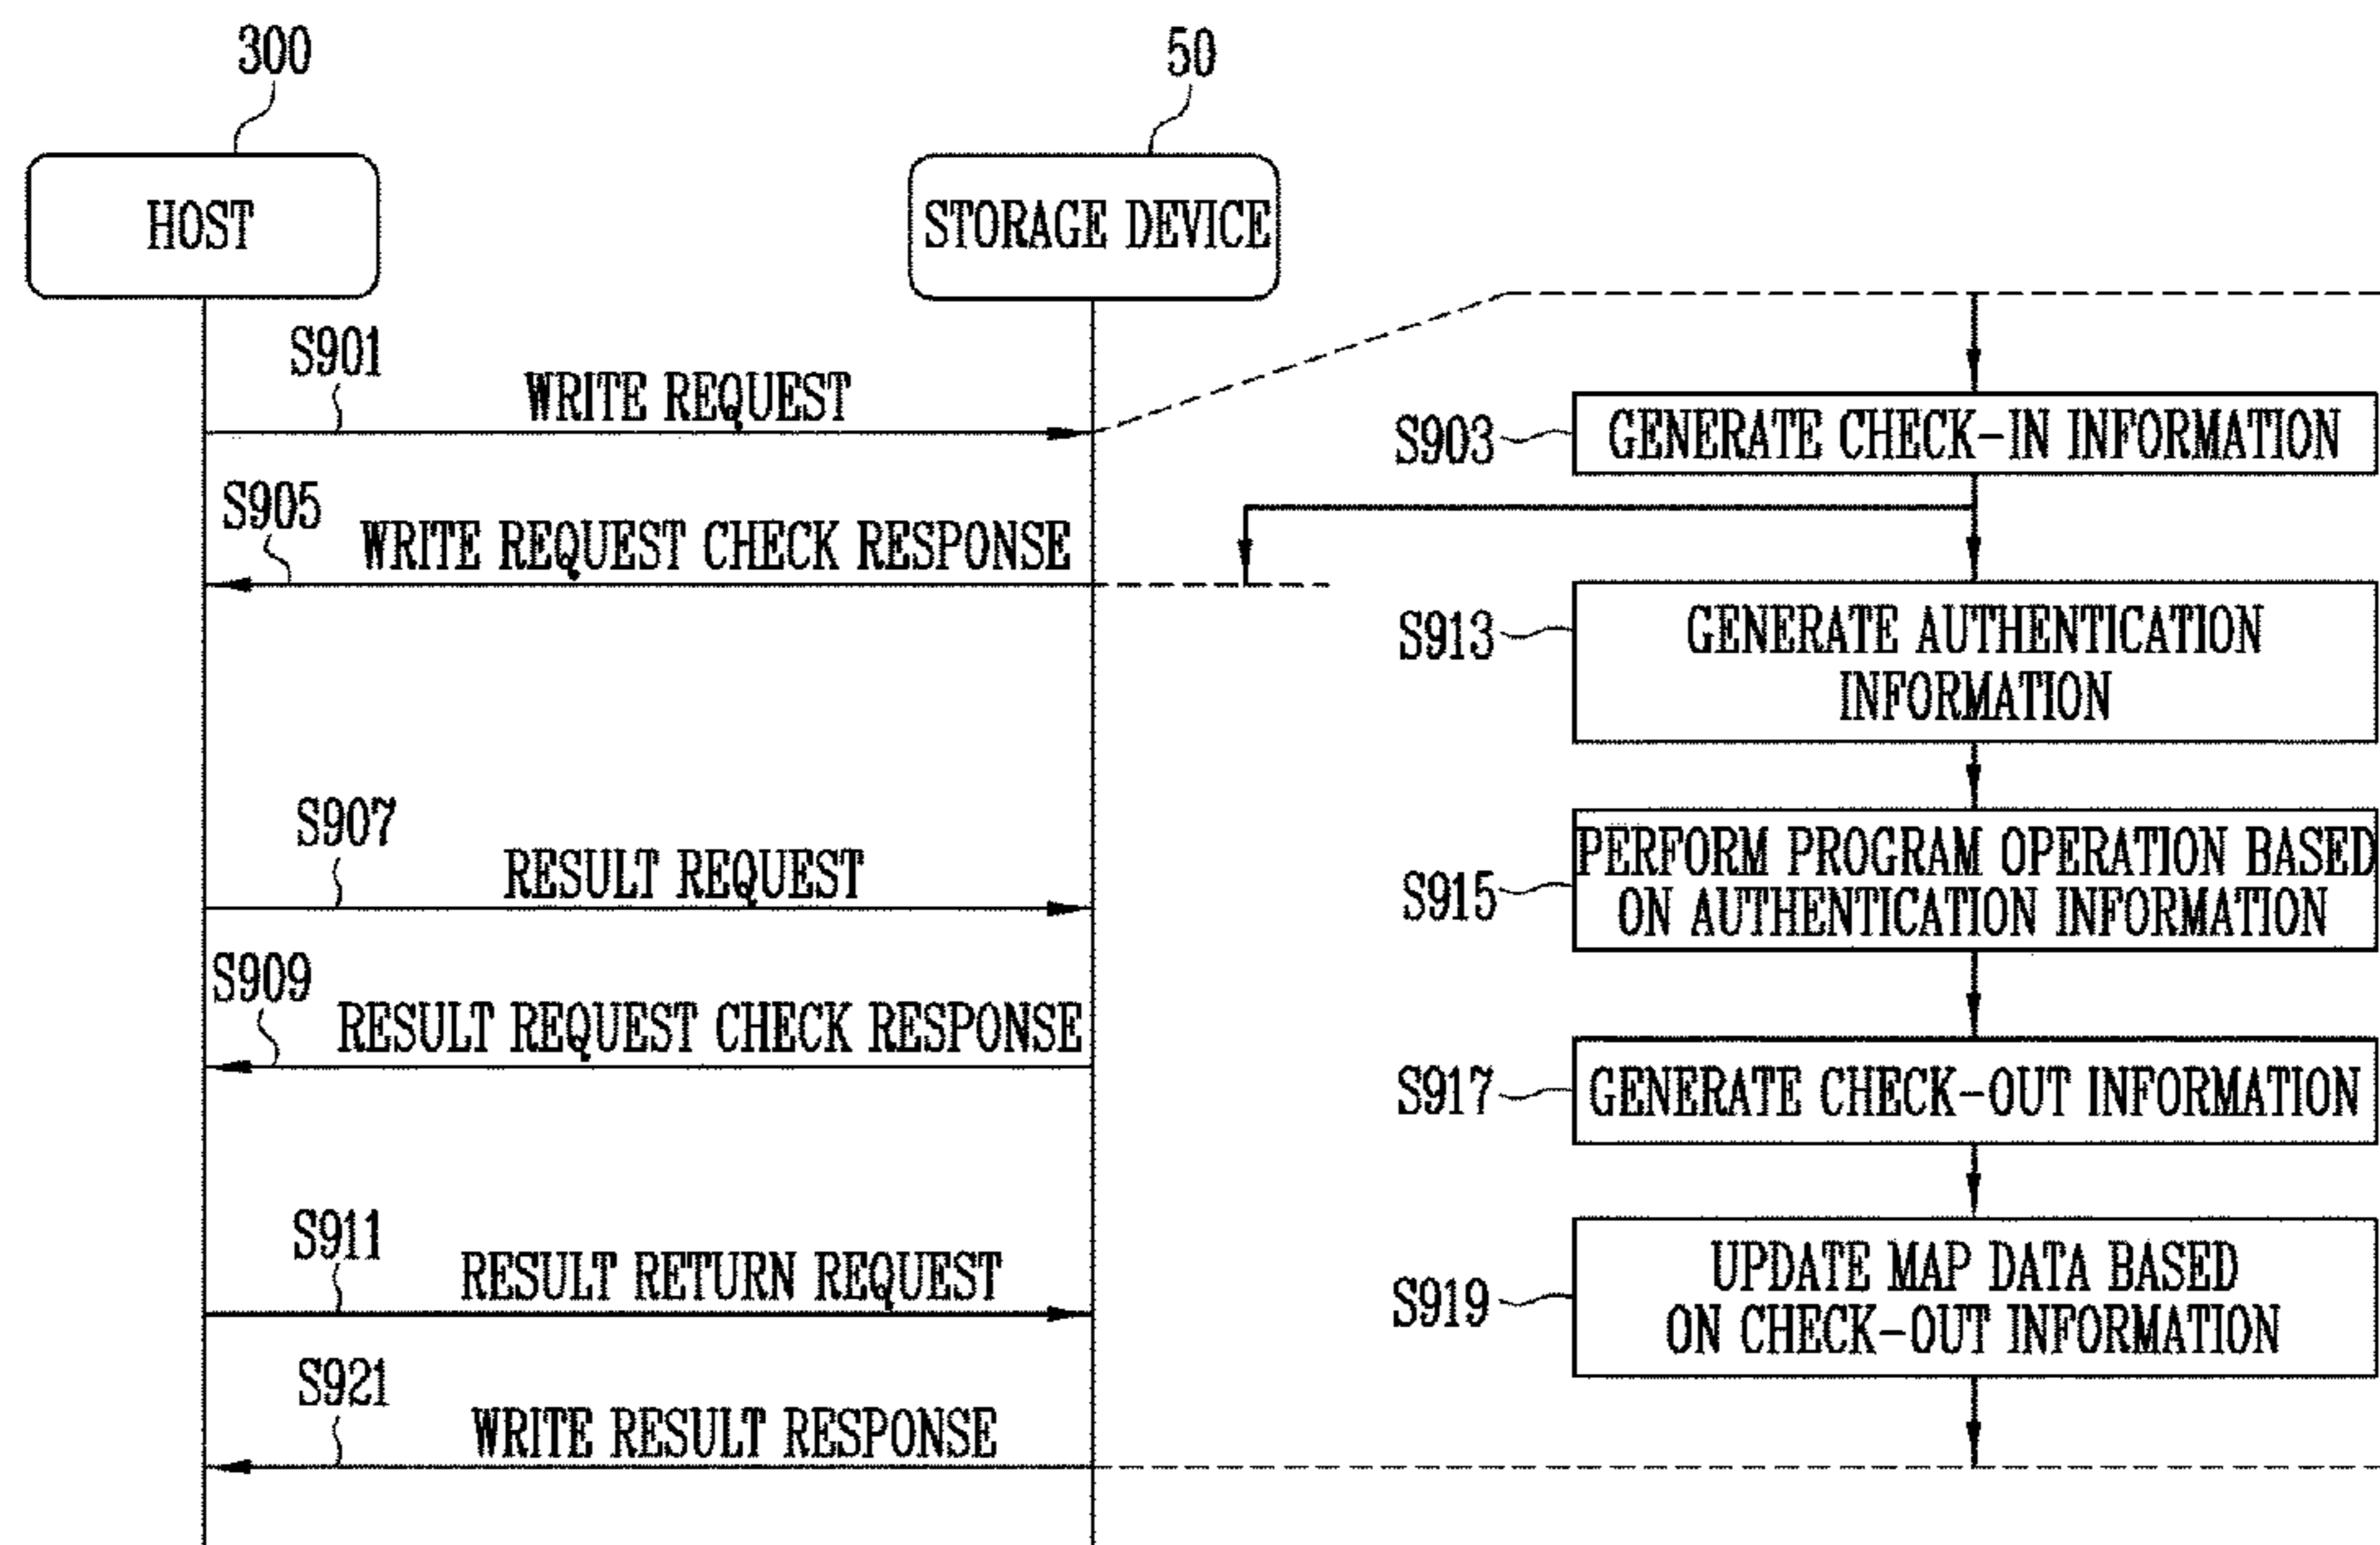 300
50
HOST
STORAGE DEVICE
S901
WRITE REQUEST
S903
GENERATE CHECK-IN INFORMATION
S905
WRITE REQUEST CHECK RESPONSE
S913
GENERATE AUTHENTICATION
INFORMATION
S907
RESULT REQUEST
S915
PERFORM PROGRAM OPERATION BASED
ON AUTHENTICATION INFORMATION
S909
RESULT REQUEST CHECK RESPONSE
S917
GENERATE CHECK-OUT INFORMATION
S911
RESULT RETURN REQUEST
S919
UPDATE MAP DATA BASED
ON CHECK-OUT INFORMATION
S921
WRITE RESULT RESPONSE